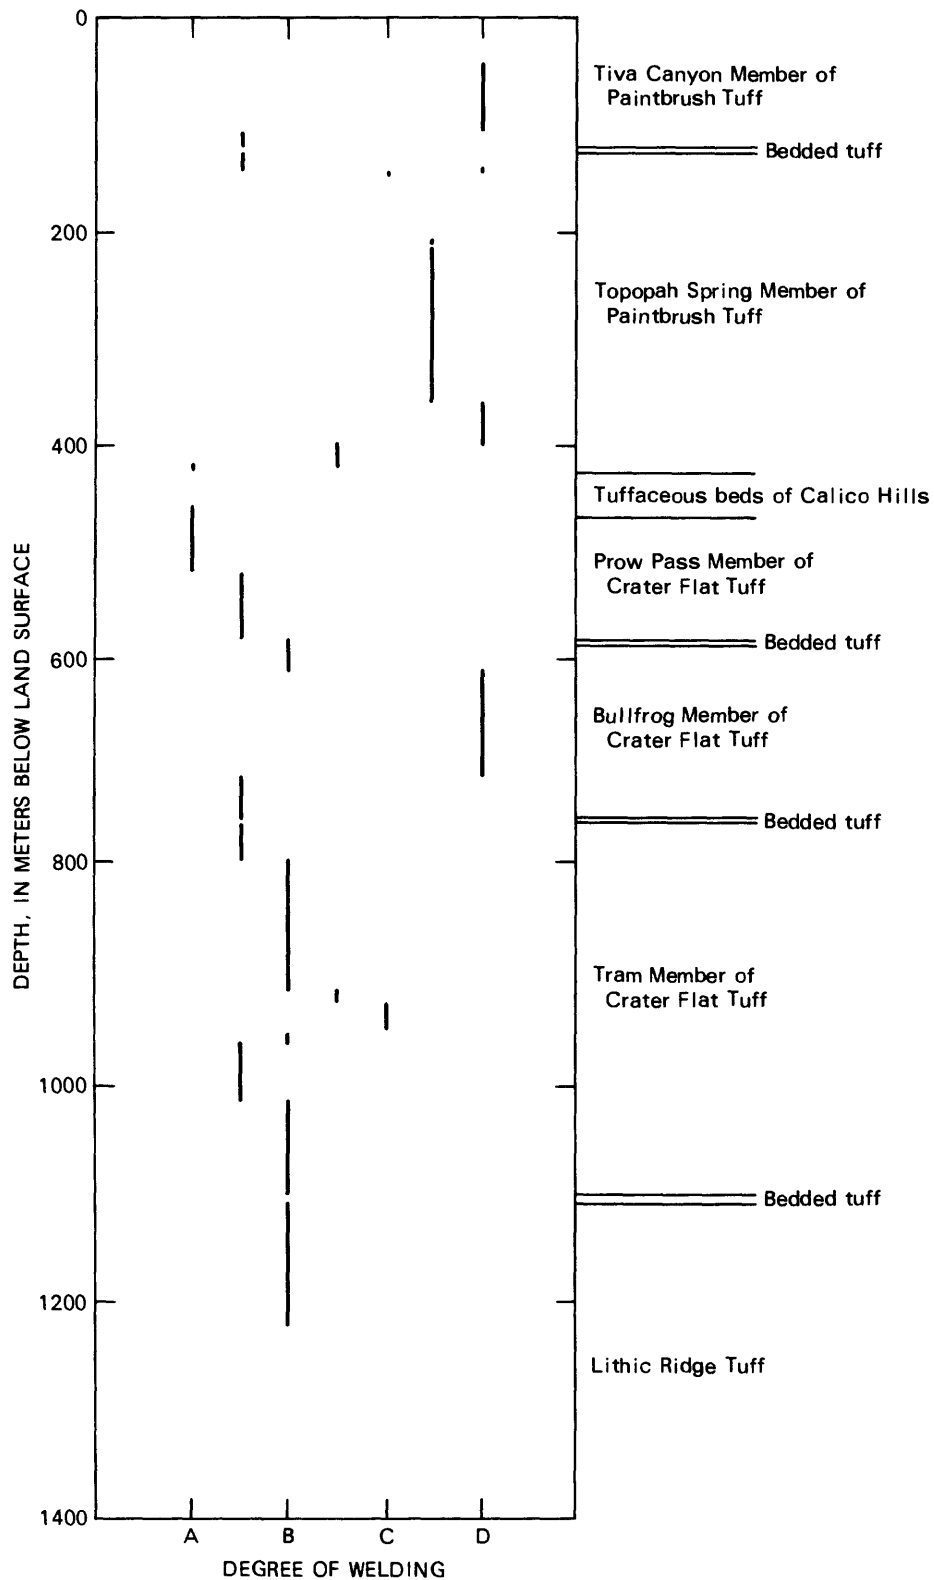 0
Tiva Canyon Member of
Paintbrush Tuff
Bedded tuff
200
Topopah Spring Member of
Paintbrush Tuff
400
Tuffaceous beds of Calico Hills
Prow Pass Member of
Crater Flat Tuff
Bedded tuff
600
Bullfrog Member of
Crater Flat Tuff
Bedded tuff
800
Tram Member of
Crater Flat Tuff
1000
Bedded tuff
1200
Lithic Ridge Tuff
1400
DEPTH, IN METERS BELOW LAND SURFACE
A B C D
DEGREE OF WELDING